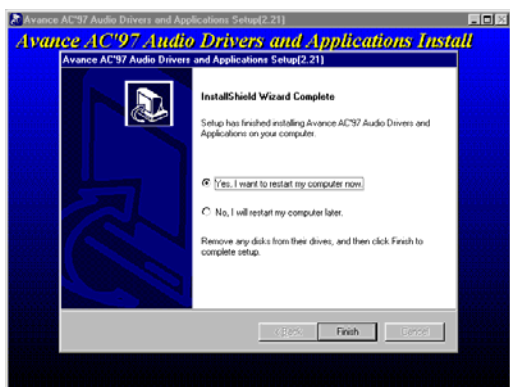 Avance AC'97 Audio Drivers and Applications Setup(2.21)
Avance AC'97 Audio Drivers and Applications Install
Avance AC'97 Audio Drivers and Applications Setup(2.21)
InstallShield Wizard Complete
Setup has finished installing Avance AC'97 Audio Drivers and
Applications on your computer.
Yes, I want to restart my computer now.
No, I will restart my computer later.
Remove any disks from their drives, and then click Finish to
complete setup.
< Back
Finish
Cancel